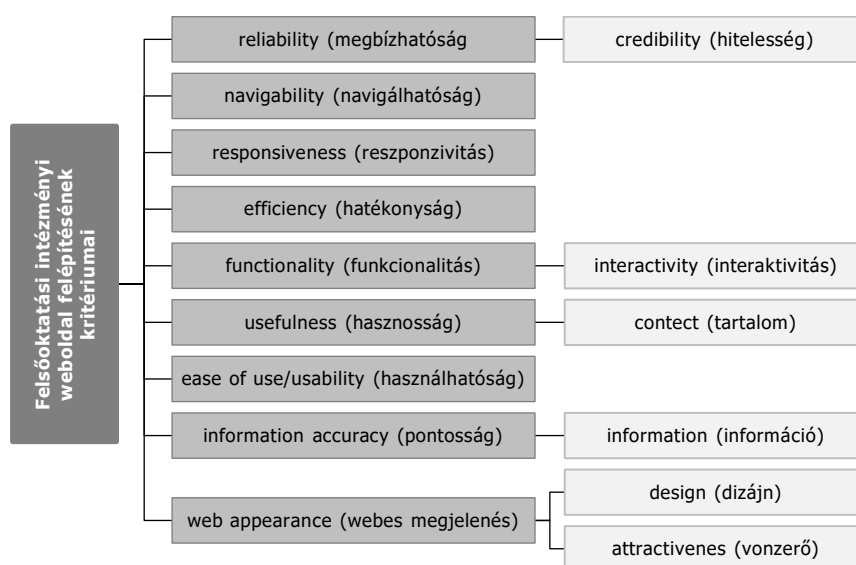 Felsőoktatási intézményi
weboldal felépítésének
kritériumai
reliability (megbízhatóság
credibility (hitelesség)
navigability (navigálhatóság)
responsiveness (reszponzivitás)
efficiency (hatékonyság)
functionality (funkcionalitás)
interactivity (interaktivitás)
usefulness (hasznosság)
contect (tartalom)
ease of use/usability (használhatóság)
information accuracy (pontosság)
information (információ)
web appearance (webes megjelenés)
design (dizájn)
attractivenes (vonzerő)